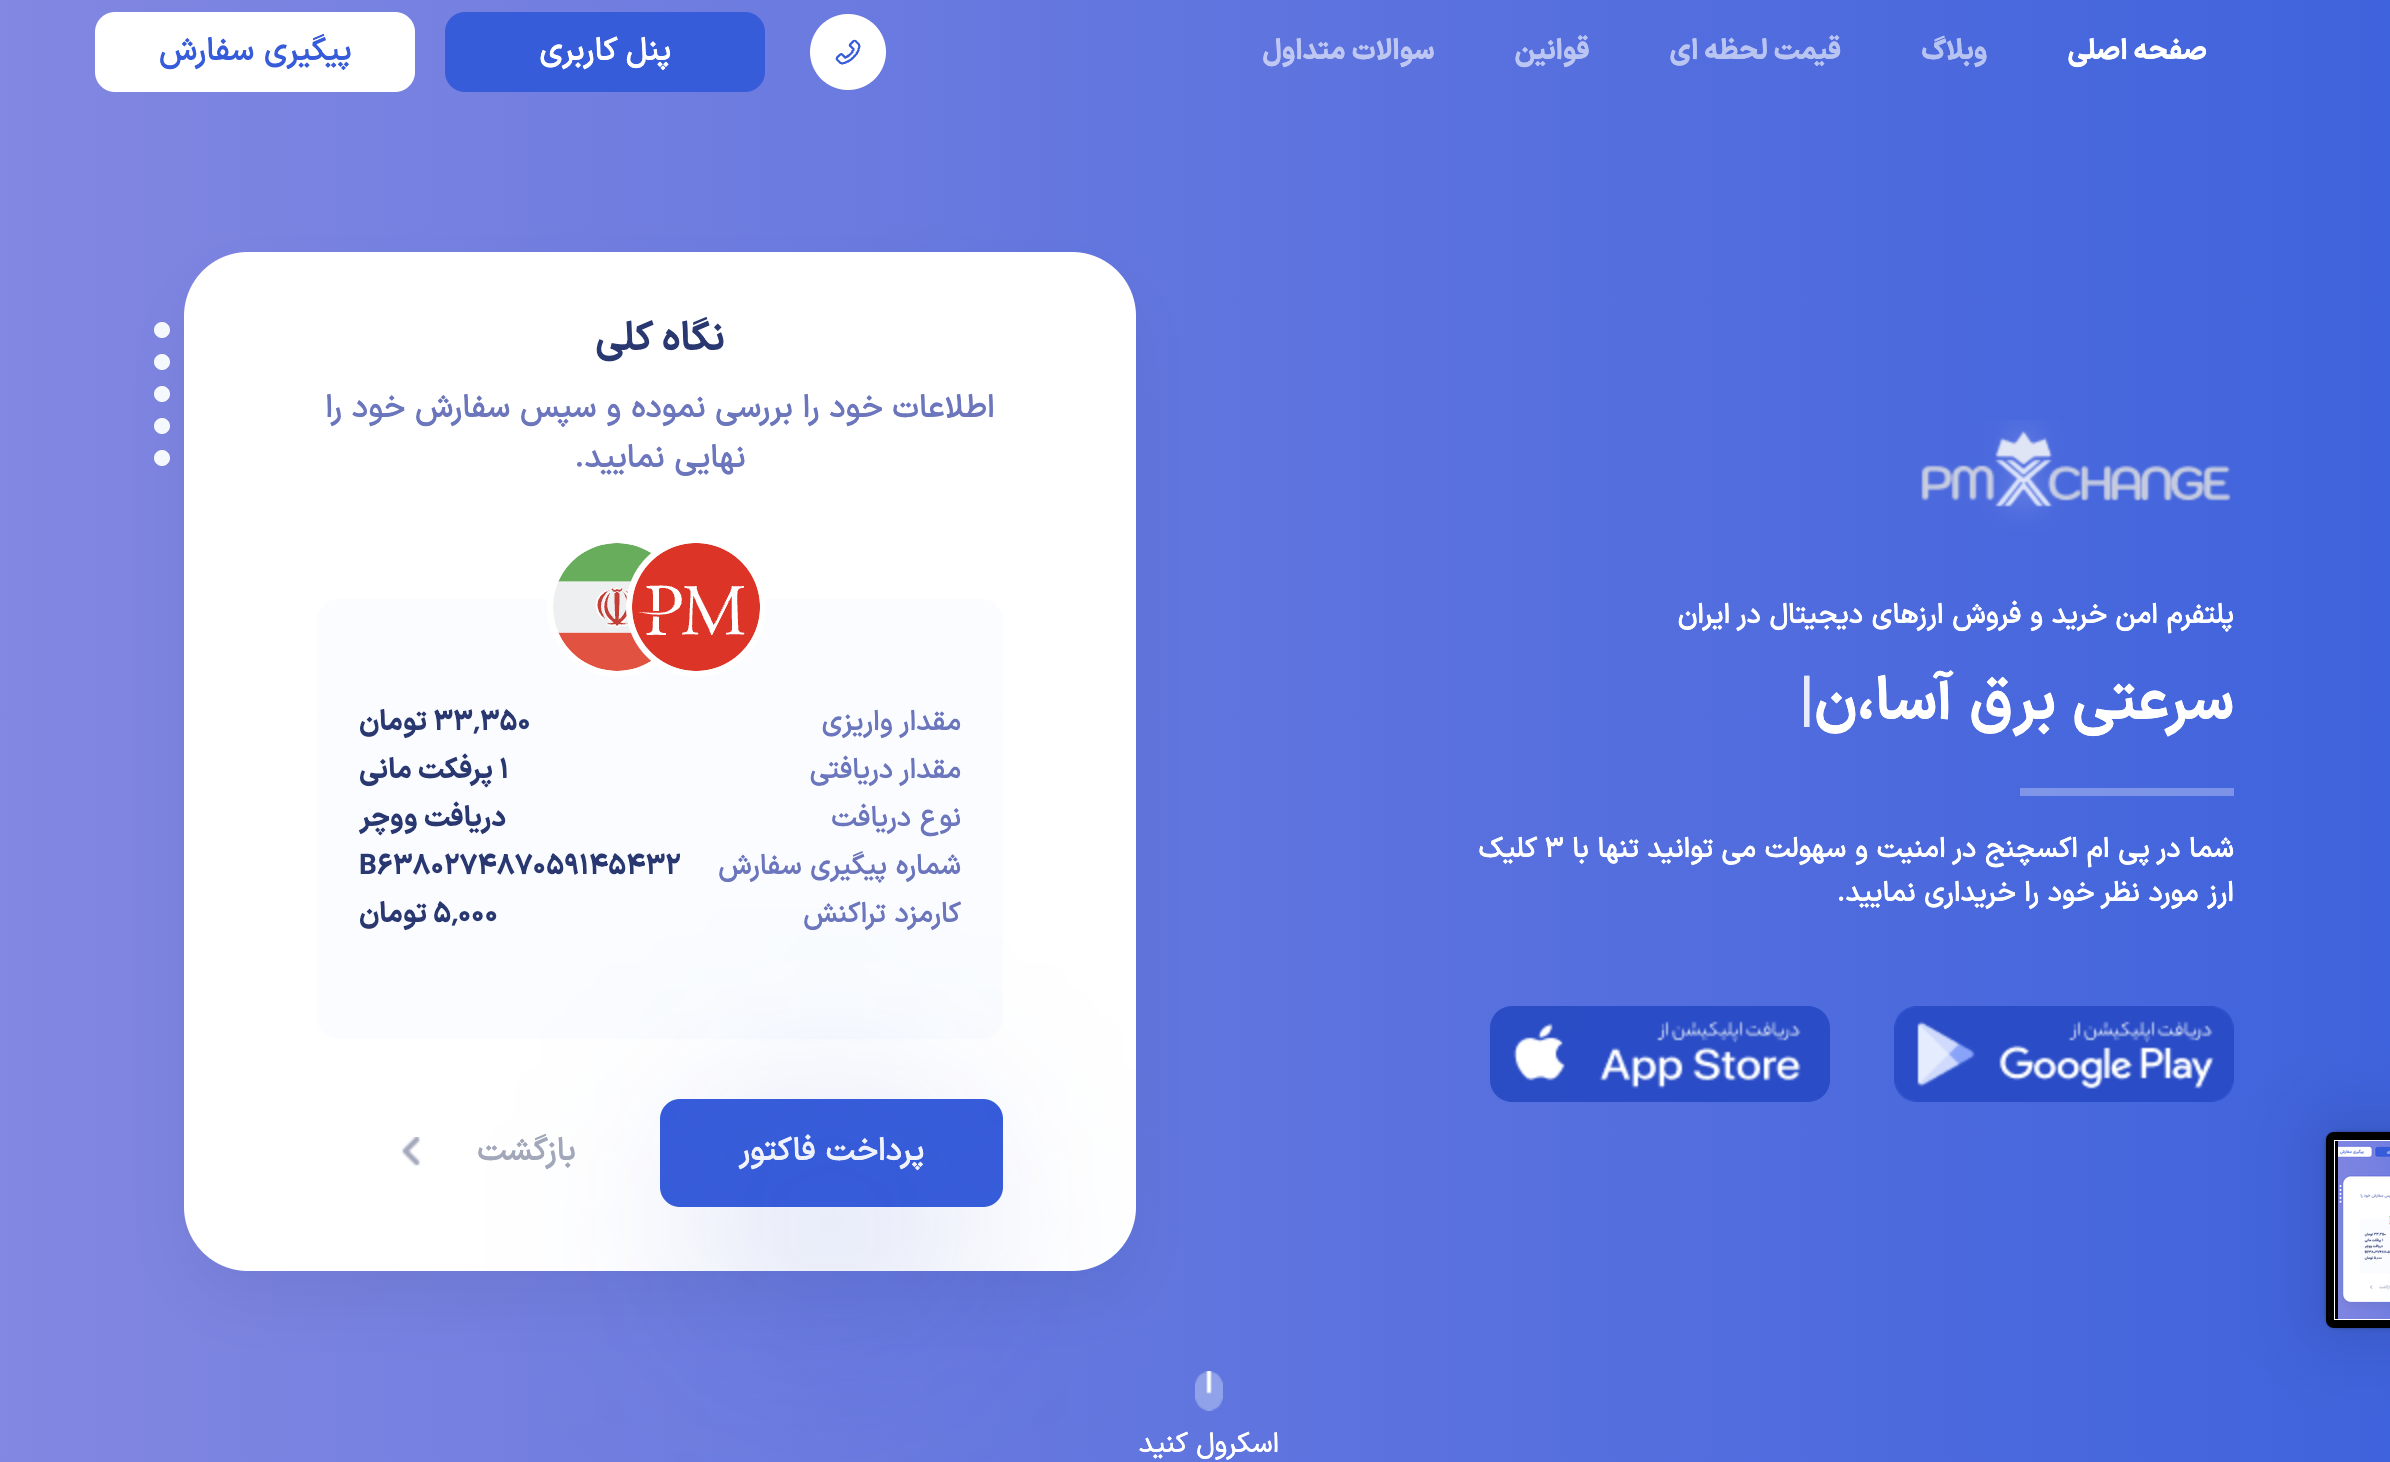 صفحه اصلی
وبلاگ
قیمت لحظه ای
قوانین
سوالات متداول
پنل کاربری
پیگیری سفارش
PMXCHANGE
پلتفرم امن خرید و فروش ارزهای دیجیتال در ایران
سرعتی برق آسا،ن|
شما در پی ام اکسچنج در امنیت و سهولت می توانید تنها با ۳ کلیک
ارز مورد نظر خود را خریداری نمایید.
دریافت اپلیکیشن از
Google Play
دریافت اپلیکیشن از
App Store
نگاه کلی
اطلاعات خود را بررسی نموده و سپس سفارش خود را
نهایی نمایید.
PM
مقدار واریزی ۳۳,۳۵۰ تومان
مقدار دریافتی ۱ پرفکت مانی
نوع دریافت دریافت ووچر
شماره پیگیری سفارش B۶۳۸۰۲۷۴۸۷۰۵۹۱۴۵۴۳۲
کارمزد تراکنش ۵,۰۰۰ تومان
پرداخت فاکتور
بازگشت
اسکرول کنید